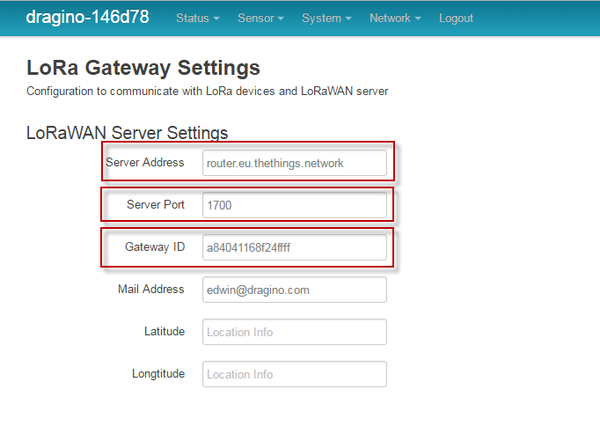 dragino-146d78 Status Sensor System Network Logout
LoRa Gateway Settings
Configuration to communicate with LoRa devices and LoRaWAN server
LoRaWAN Server Settings
Server Address router.eu.thethings.network
Server Port 1700
Gateway ID a84041168f24ffff
Mail Address edwin@dragino.com
Latitude Location Info
Longtitude Location Info